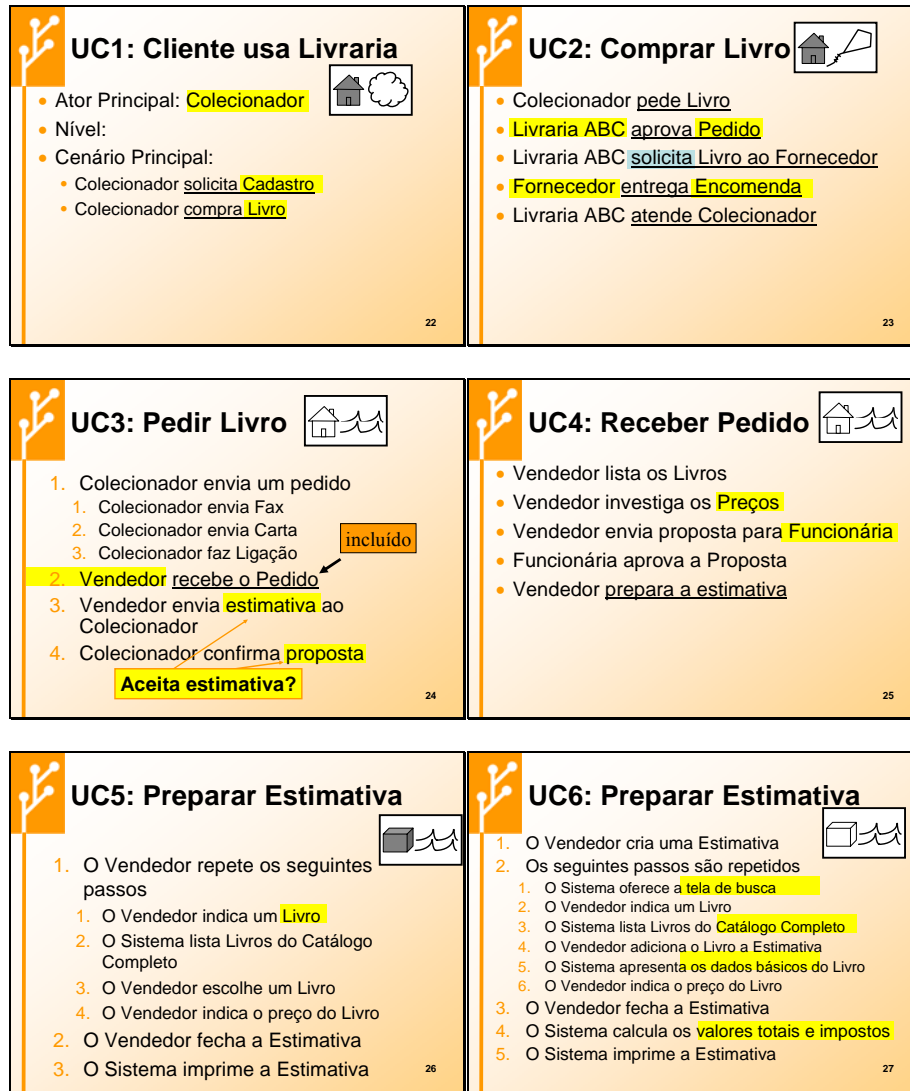 UC1: Cliente usa Livraria
• Ator Principal: Colecionador
• Nível:
• Cenário Principal:
• Colecionador solicita Cadastro
• Colecionador compra Livro
22
UC2: Comprar Livro
• Colecionador pede Livro
• Livraria ABC aprova Pedido
• Livraria ABC solicita Livro ao Fornecedor
• Fornecedor entrega Encomenda
• Livraria ABC atende Colecionador
23
UC3: Pedir Livro
1. Colecionador envia um pedido
1. Colecionador envia Fax
2. Colecionador envia Carta
3. Colecionador faz Ligação
incluído
2. Vendedor recebe o Pedido
3. Vendedor envia estimativa ao
Colecionador
4. Colecionador confirma proposta
Aceita estimativa?
24
UC4: Receber Pedido
• Vendedor lista os Livros
• Vendedor investiga os Preços
• Vendedor envia proposta para Funcionária
• Funcionária aprova a Proposta
• Vendedor prepara a estimativa
25
UC5: Preparar Estimativa
1. O Vendedor repete os seguintes
passos
1. O Vendedor indica um Livro
2. O Sistema lista Livros do Catálogo
Completo
3. O Vendedor escolhe um Livro
4. O Vendedor indica o preço do Livro
2. O Vendedor fecha a Estimativa
3. O Sistema imprime a Estimativa
26
UC6: Preparar Estimativa
1. O Vendedor cria uma Estimativa
2. Os seguintes passos são repetidos
1. O Sistema oferece a tela de busca
2. O Vendedor indica um Livro
3. O Sistema lista Livros do Catálogo Completo
4. O Vendedor adiciona o Livro a Estimativa
5. O Sistema apresenta os dados básicos do Livro
6. O Vendedor indica o preço do Livro
3. O Vendedor fecha a Estimativa
4. O Sistema calcula os valores totais e impostos
5. O Sistema imprime a Estimativa
27